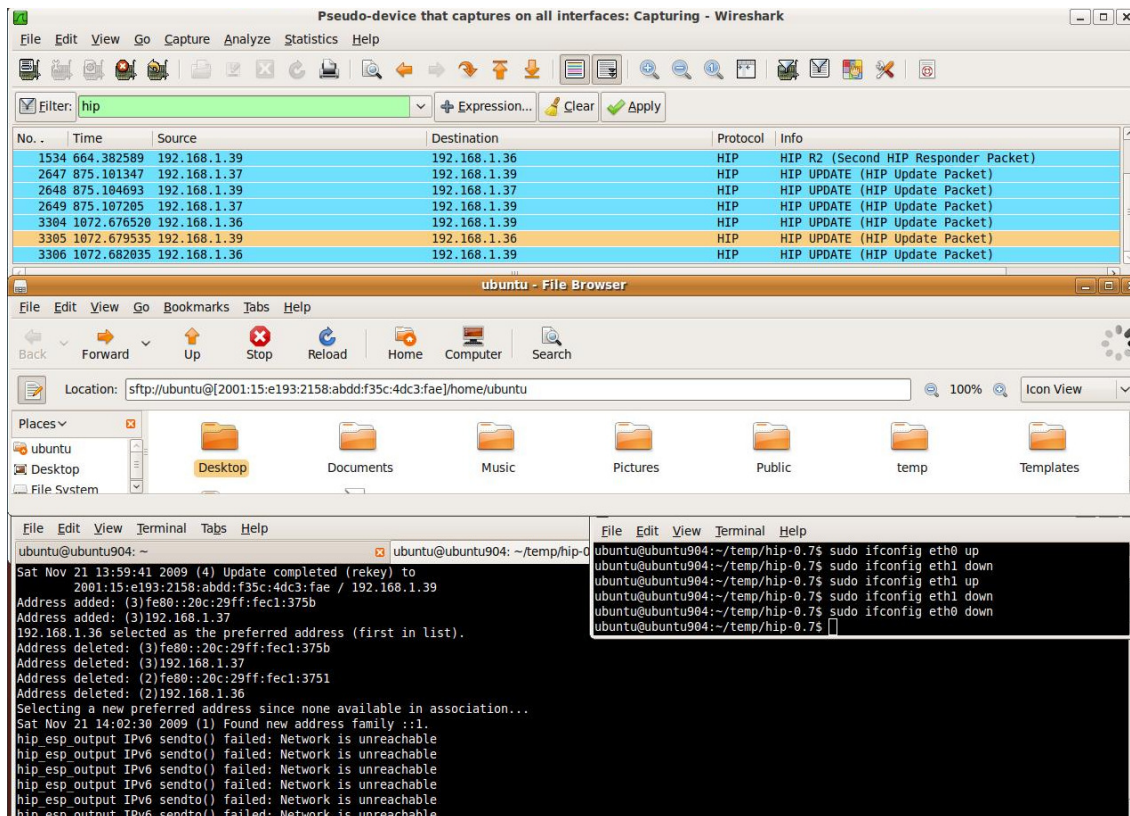 Pseudo-device that captures on all interfaces: Capturing - Wireshark
File Edit View Go Capture Analyze Statistics Help
Filter: hip Expression... Clear Apply
No. . Time Source Destination Protocol Info
1534 664.382589 192.168.1.39 192.168.1.36 HIP HIP R2 (Second HIP Responder Packet)
2647 875.101347 192.168.1.37 192.168.1.39 HIP HIP UPDATE (HIP Update Packet)
2648 875.104693 192.168.1.39 192.168.1.37 HIP HIP UPDATE (HIP Update Packet)
2649 875.107205 192.168.1.37 192.168.1.39 HIP HIP UPDATE (HIP Update Packet)
3304 1072.676520 192.168.1.36 192.168.1.39 HIP HIP UPDATE (HIP Update Packet)
3305 1072.679535 192.168.1.39 192.168.1.36 HIP HIP UPDATE (HIP Update Packet)
3306 1072.682035 192.168.1.36 192.168.1.39 HIP HIP UPDATE (HIP Update Packet)
ubuntu - File Browser
File Edit View Go Bookmarks Tabs Help
Back Forward Up Stop Reload Home Computer Search
Location: sftp://ubuntu@[2001:15:e193:2158:abdd:f35c:4dc3:fae]/home/ubuntu 100% Icon View
Places
ubuntu
Desktop
File System
Desktop Documents Music Pictures Public temp Templates
File Edit View Terminal Tabs Help
ubuntu@ubuntu904: ~ ubuntu@ubuntu904: ~/temp/hip-0
Sat Nov 21 13:59:41 2009 (4) Update completed (rekey) to
2001:15:e193:2158:abdd:f35c:4dc3:fae / 192.168.1.39
Address added: (3)fe80::20c:29ff:fec1:375b
Address added: (3)192.168.1.37
192.168.1.36 selected as the preferred address (first in list).
Address deleted: (3)fe80::20c:29ff:fec1:375b
Address deleted: (3)192.168.1.37
Address deleted: (2)fe80::20c:29ff:fec1:3751
Address deleted: (2)192.168.1.36
Selecting a new preferred address since none available in association...
Sat Nov 21 14:02:30 2009 (1) Found new address family ::1.
hip_esp_output IPv6 sendto() failed: Network is unreachable
hip_esp_output IPv6 sendto() failed: Network is unreachable
hip_esp_output IPv6 sendto() failed: Network is unreachable
hip_esp_output IPv6 sendto() failed: Network is unreachable
hip_esp_output IPv6 sendto() failed: Network is unreachable
hip_esp_output IPv6 sendto() failed: Network is unreachable
File Edit View Terminal Help
ubuntu@ubuntu904:~/temp/hip-0.7$ sudo ifconfig eth0 up
ubuntu@ubuntu904:~/temp/hip-0.7$ sudo ifconfig eth1 down
ubuntu@ubuntu904:~/temp/hip-0.7$ sudo ifconfig eth1 up
ubuntu@ubuntu904:~/temp/hip-0.7$ sudo ifconfig eth1 down
ubuntu@ubuntu904:~/temp/hip-0.7$ sudo ifconfig eth0 down
ubuntu@ubuntu904:~/temp/hip-0.7$